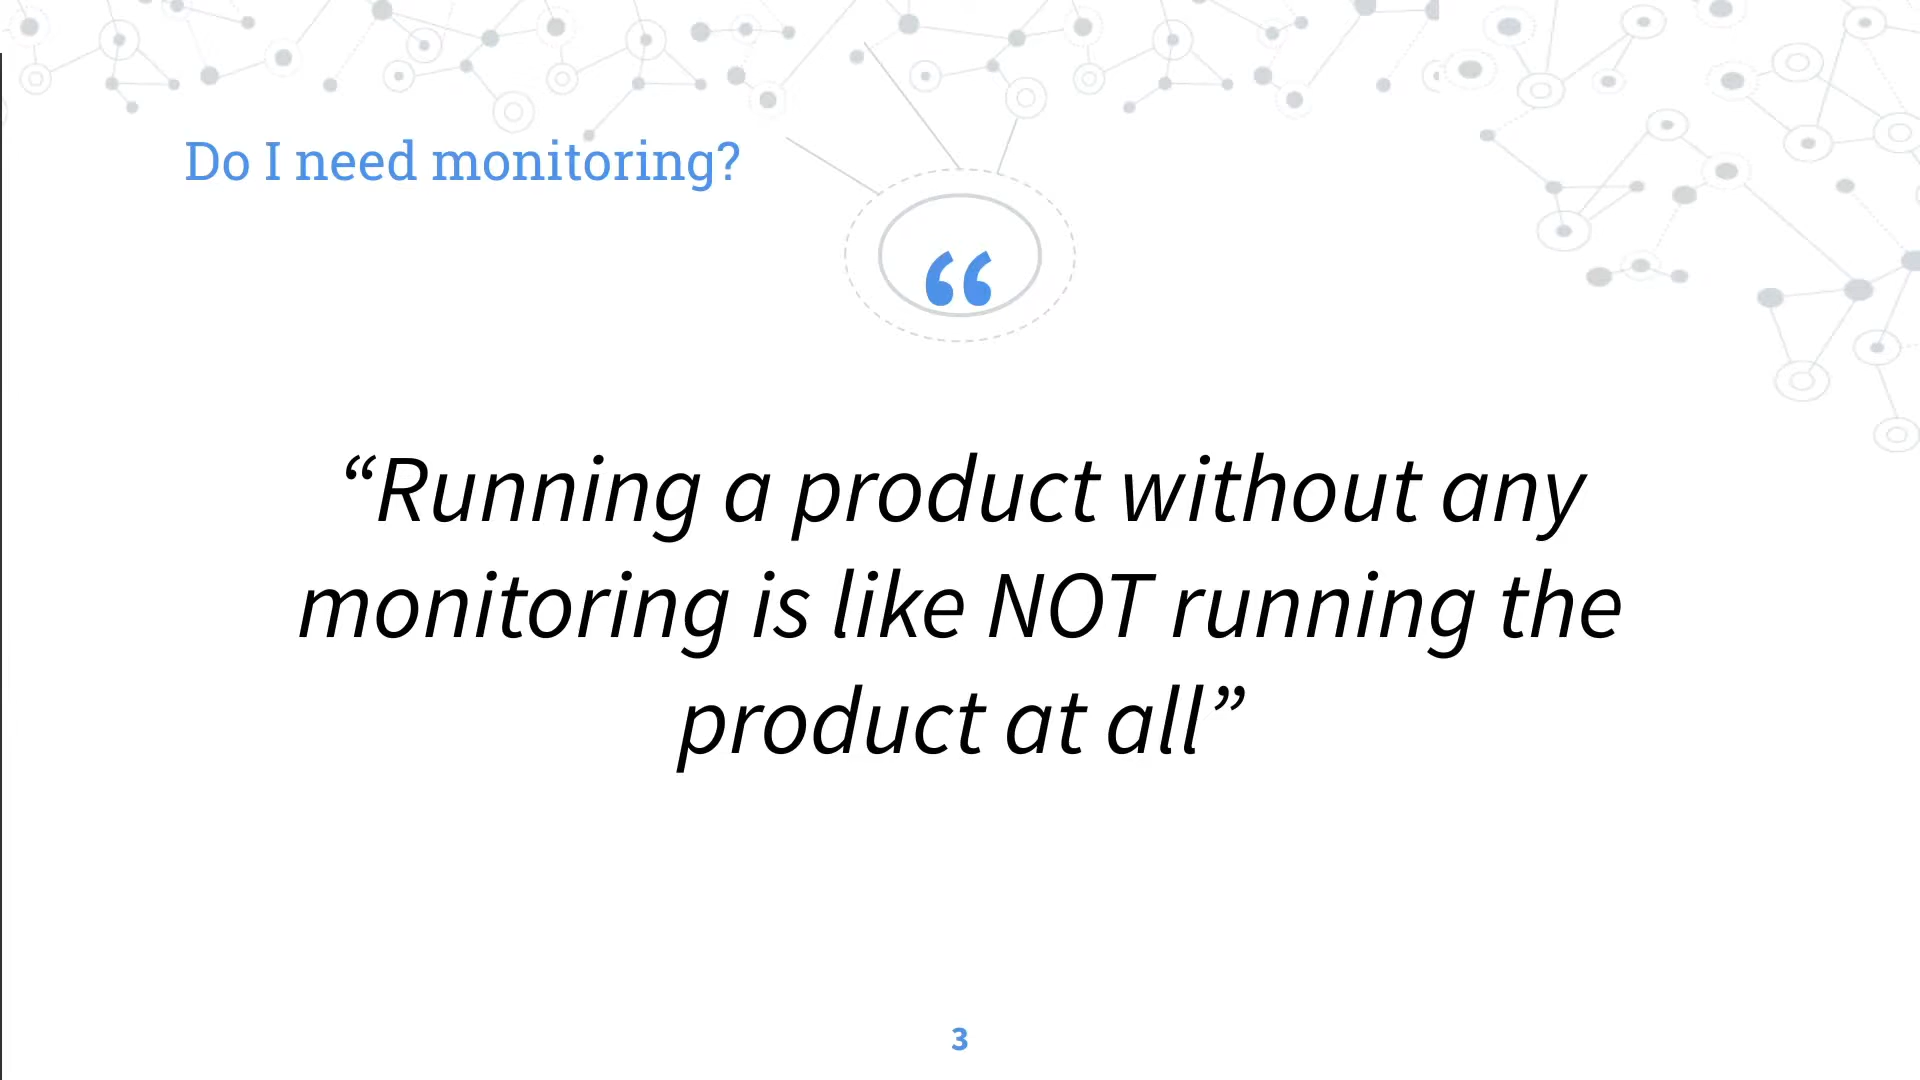 Do I need monitoring?
“
“Running a product without any
monitoring is like NOT running the
product at all”
3